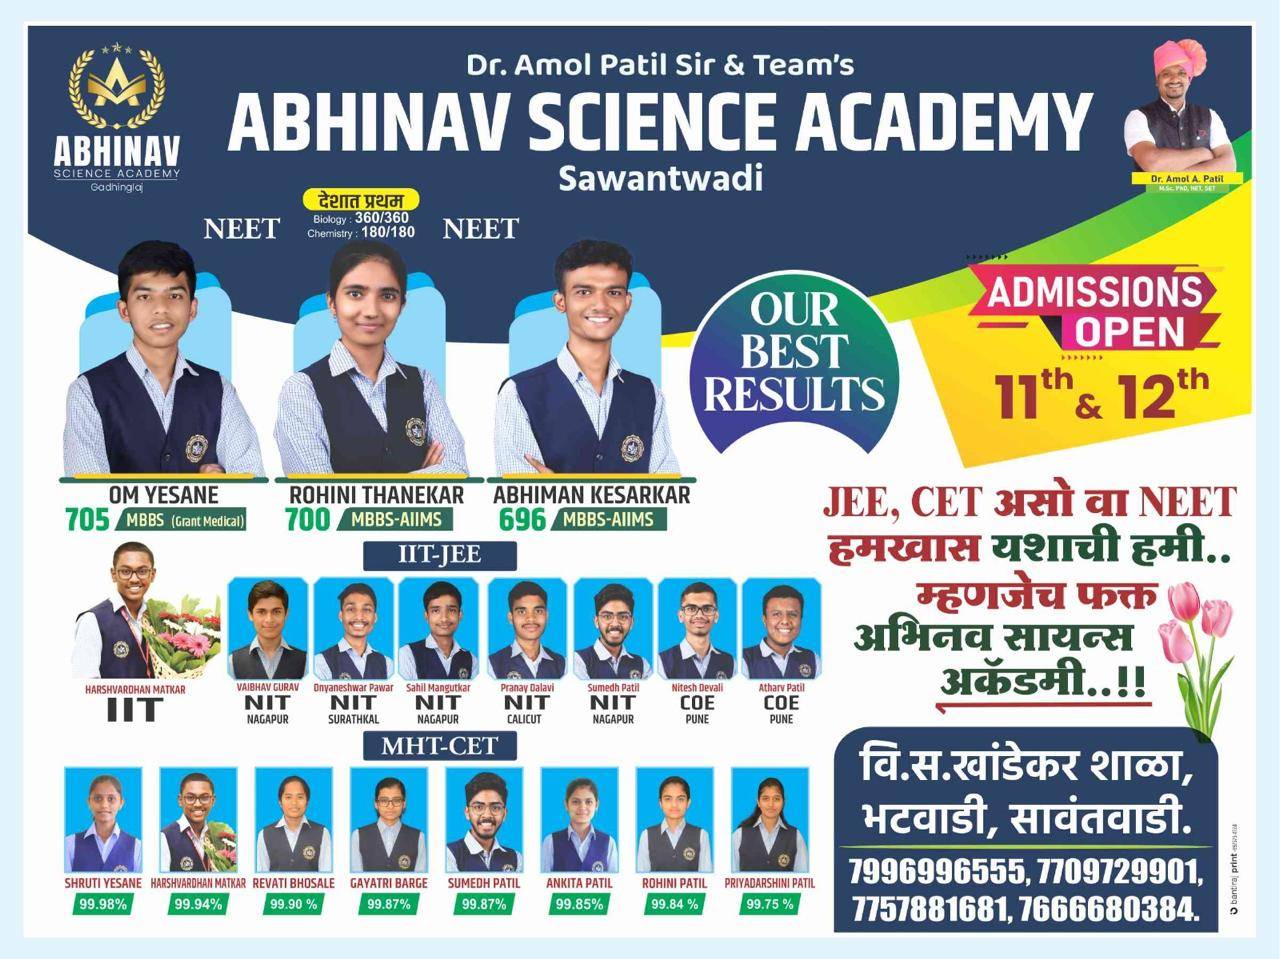 ABHINAV
SCIENCE ACADEMY
Gadhinglaj
Dr. Amol Patil Sir & Team's
ABHINAV SCIENCE ACADEMY
Sawantwadi
Dr. Amol A. Patil
M.Sc. PhD, NET, SET
देशात प्रथम
Biology : 360/360
Chemistry : 180/180
NEET
NEET
OM YESANE
705 MBBS (Grant Medical)
ROHINI THANEKAR
700 MBBS-AIIMS
ABHIMAN KESARKAR
696 MBBS-AIIMS
OUR
BEST
RESULTS
ADMISSIONS
OPEN
11th & 12th
JEE, CET असो वा NEET
हमखास यशाची हमी..
म्हणजेच फक्त
अभिनव सायन्स
अकॅडमी..!!
IIT-JEE
HARSHVARDHAN MATKAR
IIT
VAIBHAV GURAV
NIT
NAGAPUR
Dnyaneshwar Pawar
NIT
SURATHKAL
Sahil Mangutkar
NIT
NAGAPUR
Pranay Dalavi
NIT
CALICUT
Sumedh Patil
NIT
NAGAPUR
Nitesh Devali
COE
PUNE
Atharv Patil
COE
PUNE
MHT-CET
SHRUTI YESANE
99.98%
HARSHVARDHAN MATKAR
99.94%
REVATI BHOSALE
99.90 %
GAYATRI BARGE
99.87%
SUMEDH PATIL
99.87%
ANKITA PATIL
99.85%
ROHINI PATIL
99.84 %
PRIYADARSHINI PATIL
99.75 %
वि.स.खांडेकर शाळा,
भटवाडी, सावंतवाडी.
7996996555, 7709729901,
7757881681, 7666680384.
bantiraj print